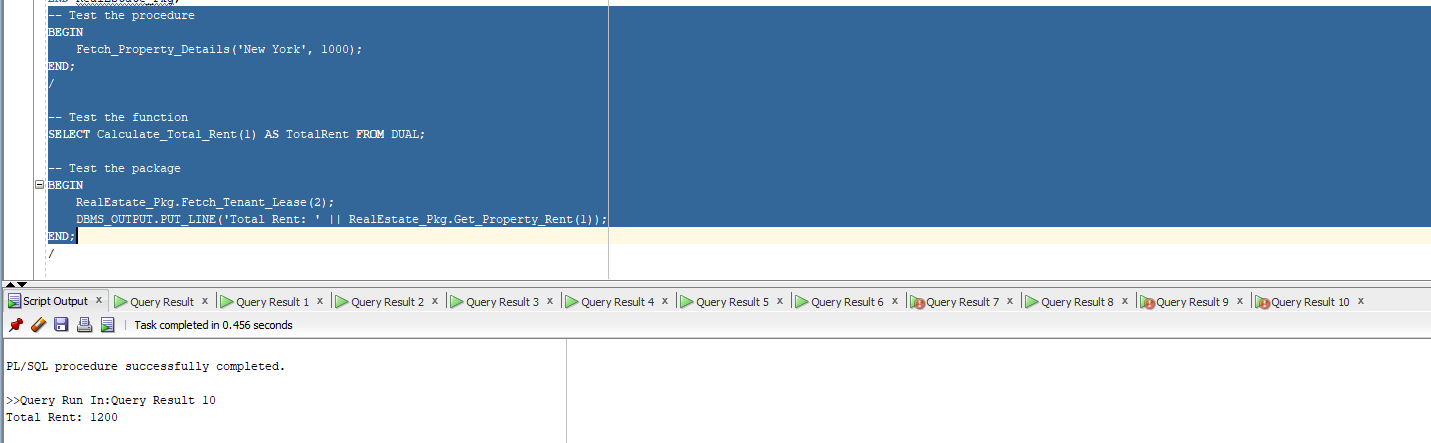 END RealEstate_Pkg;
-- Test the procedure
BEGIN
    Fetch_Property_Details('New York', 1000);
END;
/
-- Test the function
SELECT Calculate_Total_Rent(1) AS TotalRent FROM DUAL;
-- Test the package
BEGIN
    RealEstate_Pkg.Fetch_Tenant_Lease(2);
    DBMS_OUTPUT.PUT_LINE('Total Rent: ' || RealEstate_Pkg.Get_Property_Rent(1));
END;
/
Script Output x Query Result x Query Result 1 x Query Result 2 x Query Result 3 x Query Result 4 x Query Result 5 x Query Result 6 x Query Result 7 x Query Result 8 x Query Result 9 x Query Result 10 x
Task completed in 0.456 seconds
PL/SQL procedure successfully completed.
>>Query Run In:Query Result 10
Total Rent: 1200